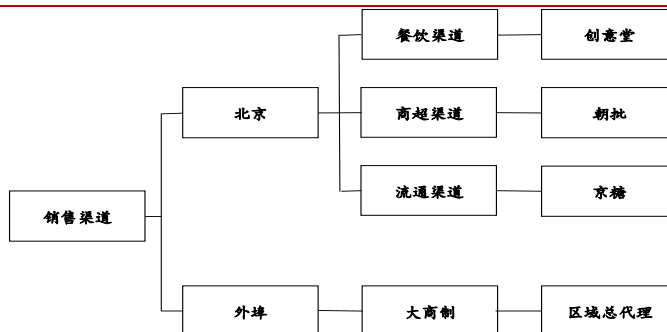 餐饮渠道
创意堂
北京
商超渠道
朝批
流通渠道
京糖
销售渠道
外埠
大商制
区域总代理